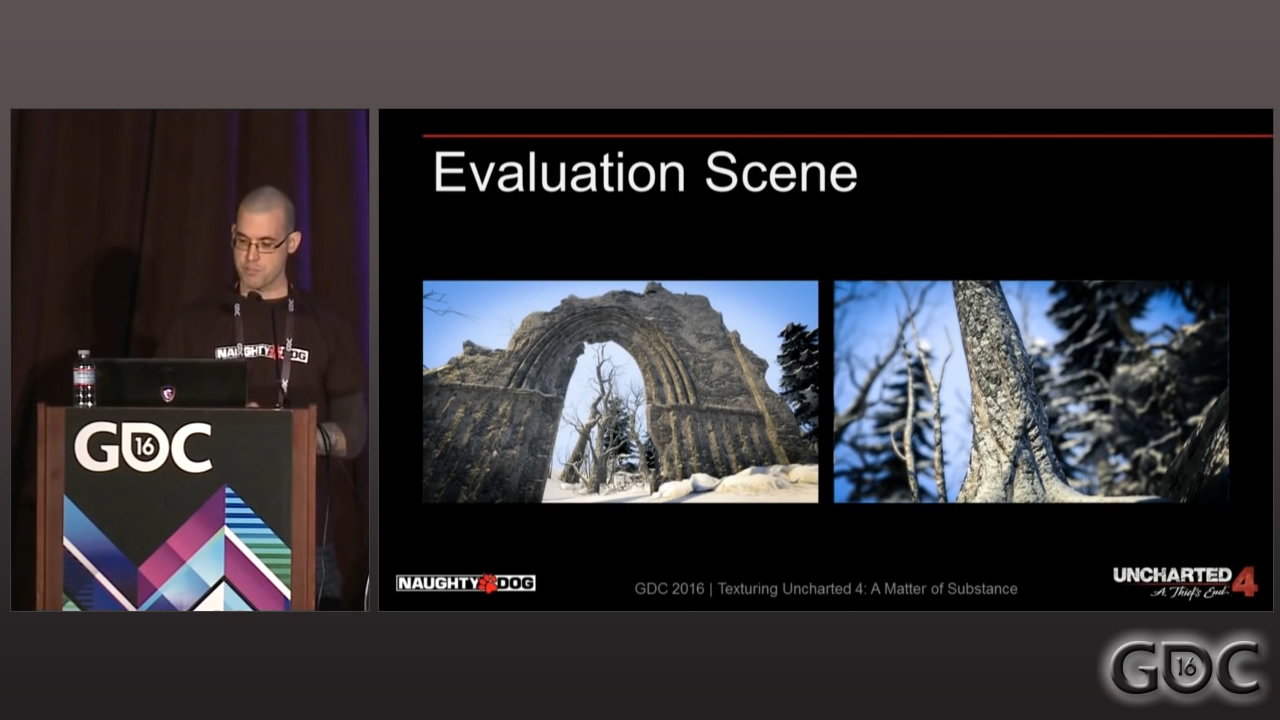 Evaluation Scene
NAUGHTY DOG
GDC 16
NAUGHTY DOG
GDC 2016 | Texturing Uncharted 4: A Matter of Substance
UNCHARTED 4
A Thief's End
GDC 16